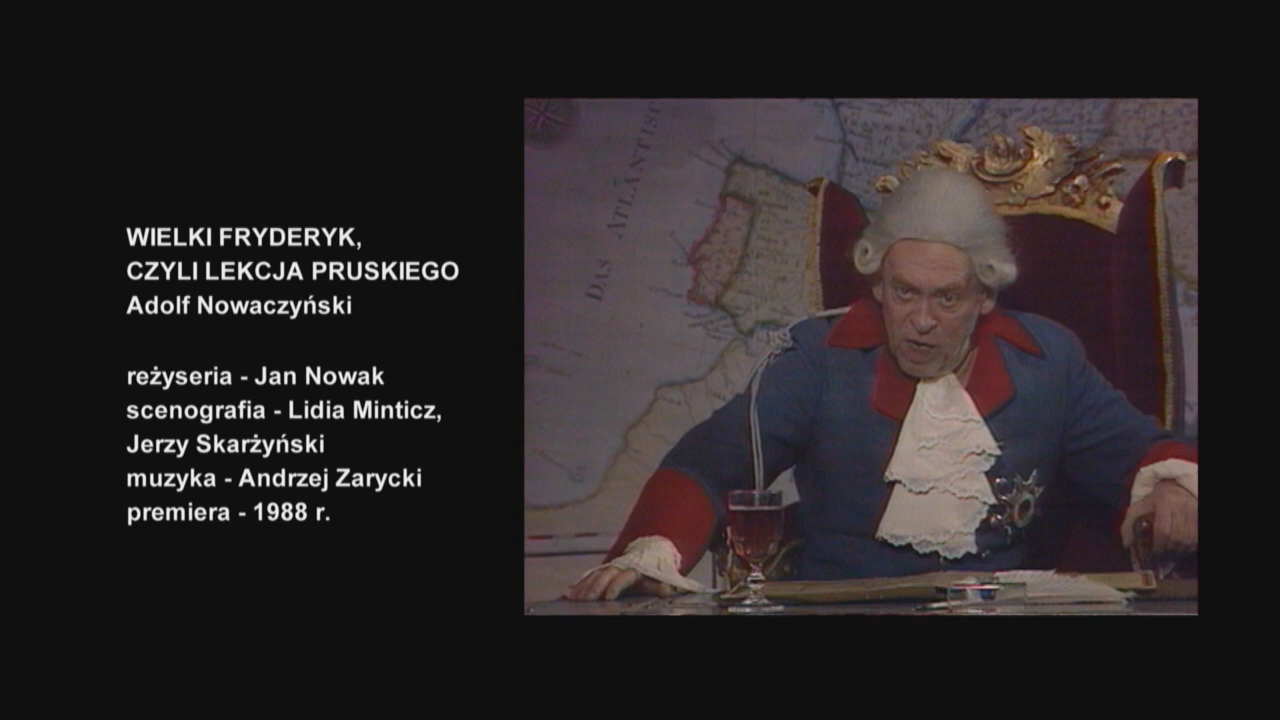 WIELKI FRYDERYK,
CZYLI LEKCJA PRUSKIEGO
Adolf Nowaczyński
reżyseria - Jan Nowak
scenografia - Lidia Minticz,
Jerzy Skarżyński
muzyka - Andrzej Zarycki
premiera - 1988 r.
DAS ATLANTISC